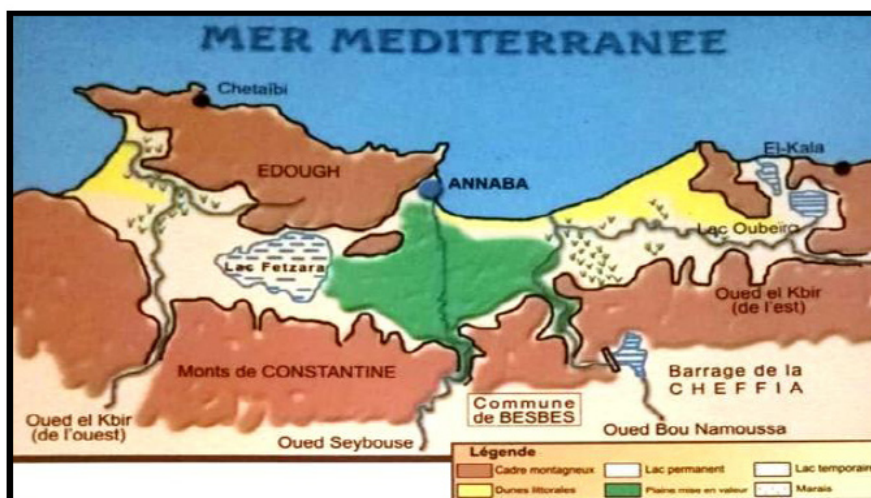 MER MEDITERRANEE
Chetaïbi
EDOUGH
El-Kala
ANNABA
Lac Oubeïra
Lac Fetzara
Oued el Kbir
(de l'est)
Monts de CONSTANTINE
Barrage de la
CHEFFIA
Oued el Kbir
(de l'ouest)
Commune
de BESBES
Oued Seybouse
Oued Bou Namoussa
Légende
Cadre montagneux
Lac permanent
Lac temporair
Dunes littorales
Plaine mise en valeur
Marais